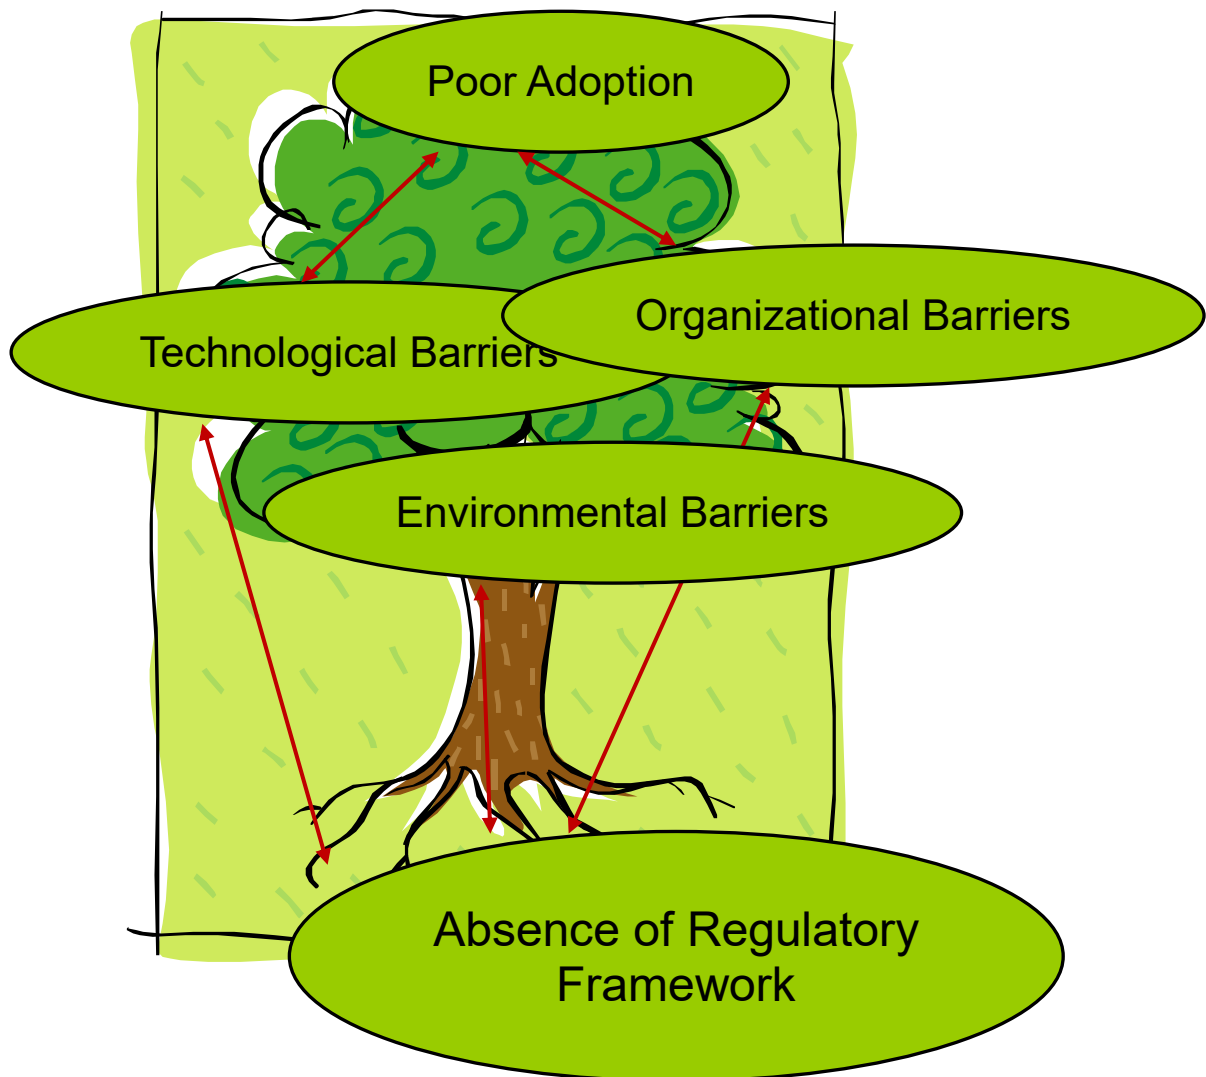 Poor Adoption
Organizational Barriers
Technological Barriers
Environmental Barriers
Absence of Regulatory
Framework